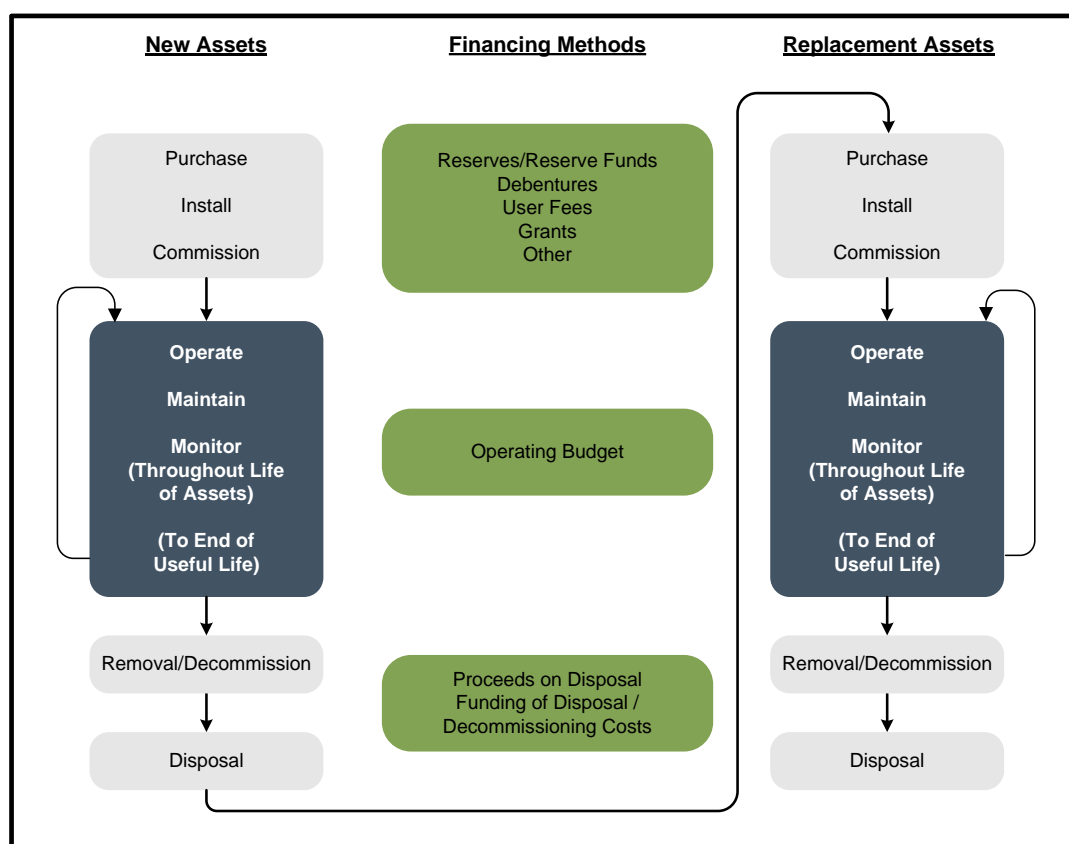 New Assets
Financing Methods
Replacement Assets
Purchase
Install
Commission
Operate
Maintain
Monitor
(Throughout Life
of Assets)
(To End of
Useful Life)
Removal/Decommission
Disposal
Reserves/Reserve Funds
Debentures
User Fees
Grants
Other
Operating Budget
Proceeds on Disposal
Funding of Disposal /
Decommissioning Costs
Purchase
Install
Commission
Operate
Maintain
Monitor
(Throughout Life
of Assets)
(To End of
Useful Life)
Removal/Decommission
Disposal